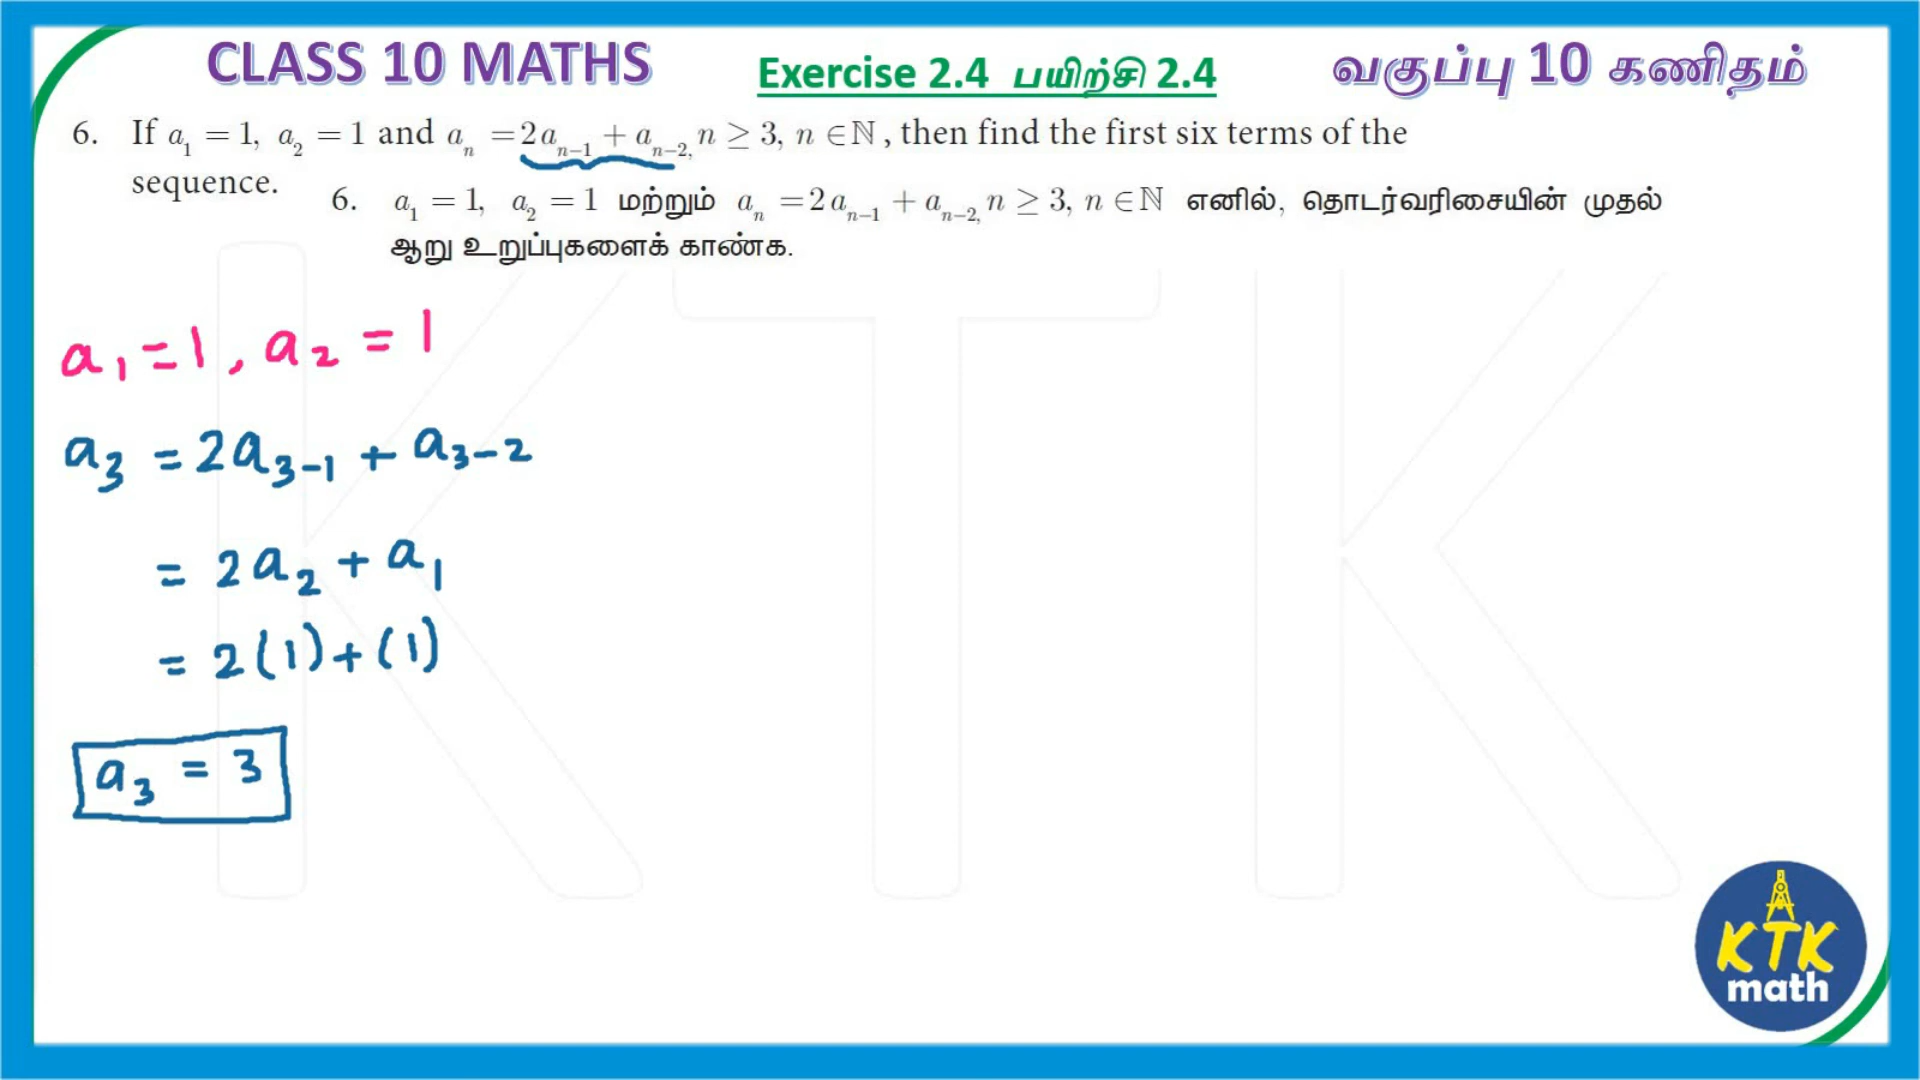 CLASS 10 MATHS Exercise 2.4 பயிற்சி 2.4 வகுப்பு 10 கணிதம்
6. If a₁ = 1, a₂ = 1 and aₙ = 2aₙ₋₁ + aₙ₋₂, n ≥ 3, n ∈ ℕ, then find the first six terms of the
sequence.
6. a₁ = 1, a₂ = 1 மற்றும் aₙ = 2aₙ₋₁ + aₙ₋₂, n ≥ 3, n ∈ ℕ எனில், தொடர்வரிசையின் முதல்
ஆறு உறுப்புகளைக் காண்க.
a₁ = 1, a₂ = 1
a₃ = 2a₃₋₁ + a₃₋₂
= 2a₂ + a₁
= 2(1) + (1)
a₃ = 3
KTK
KTK
math